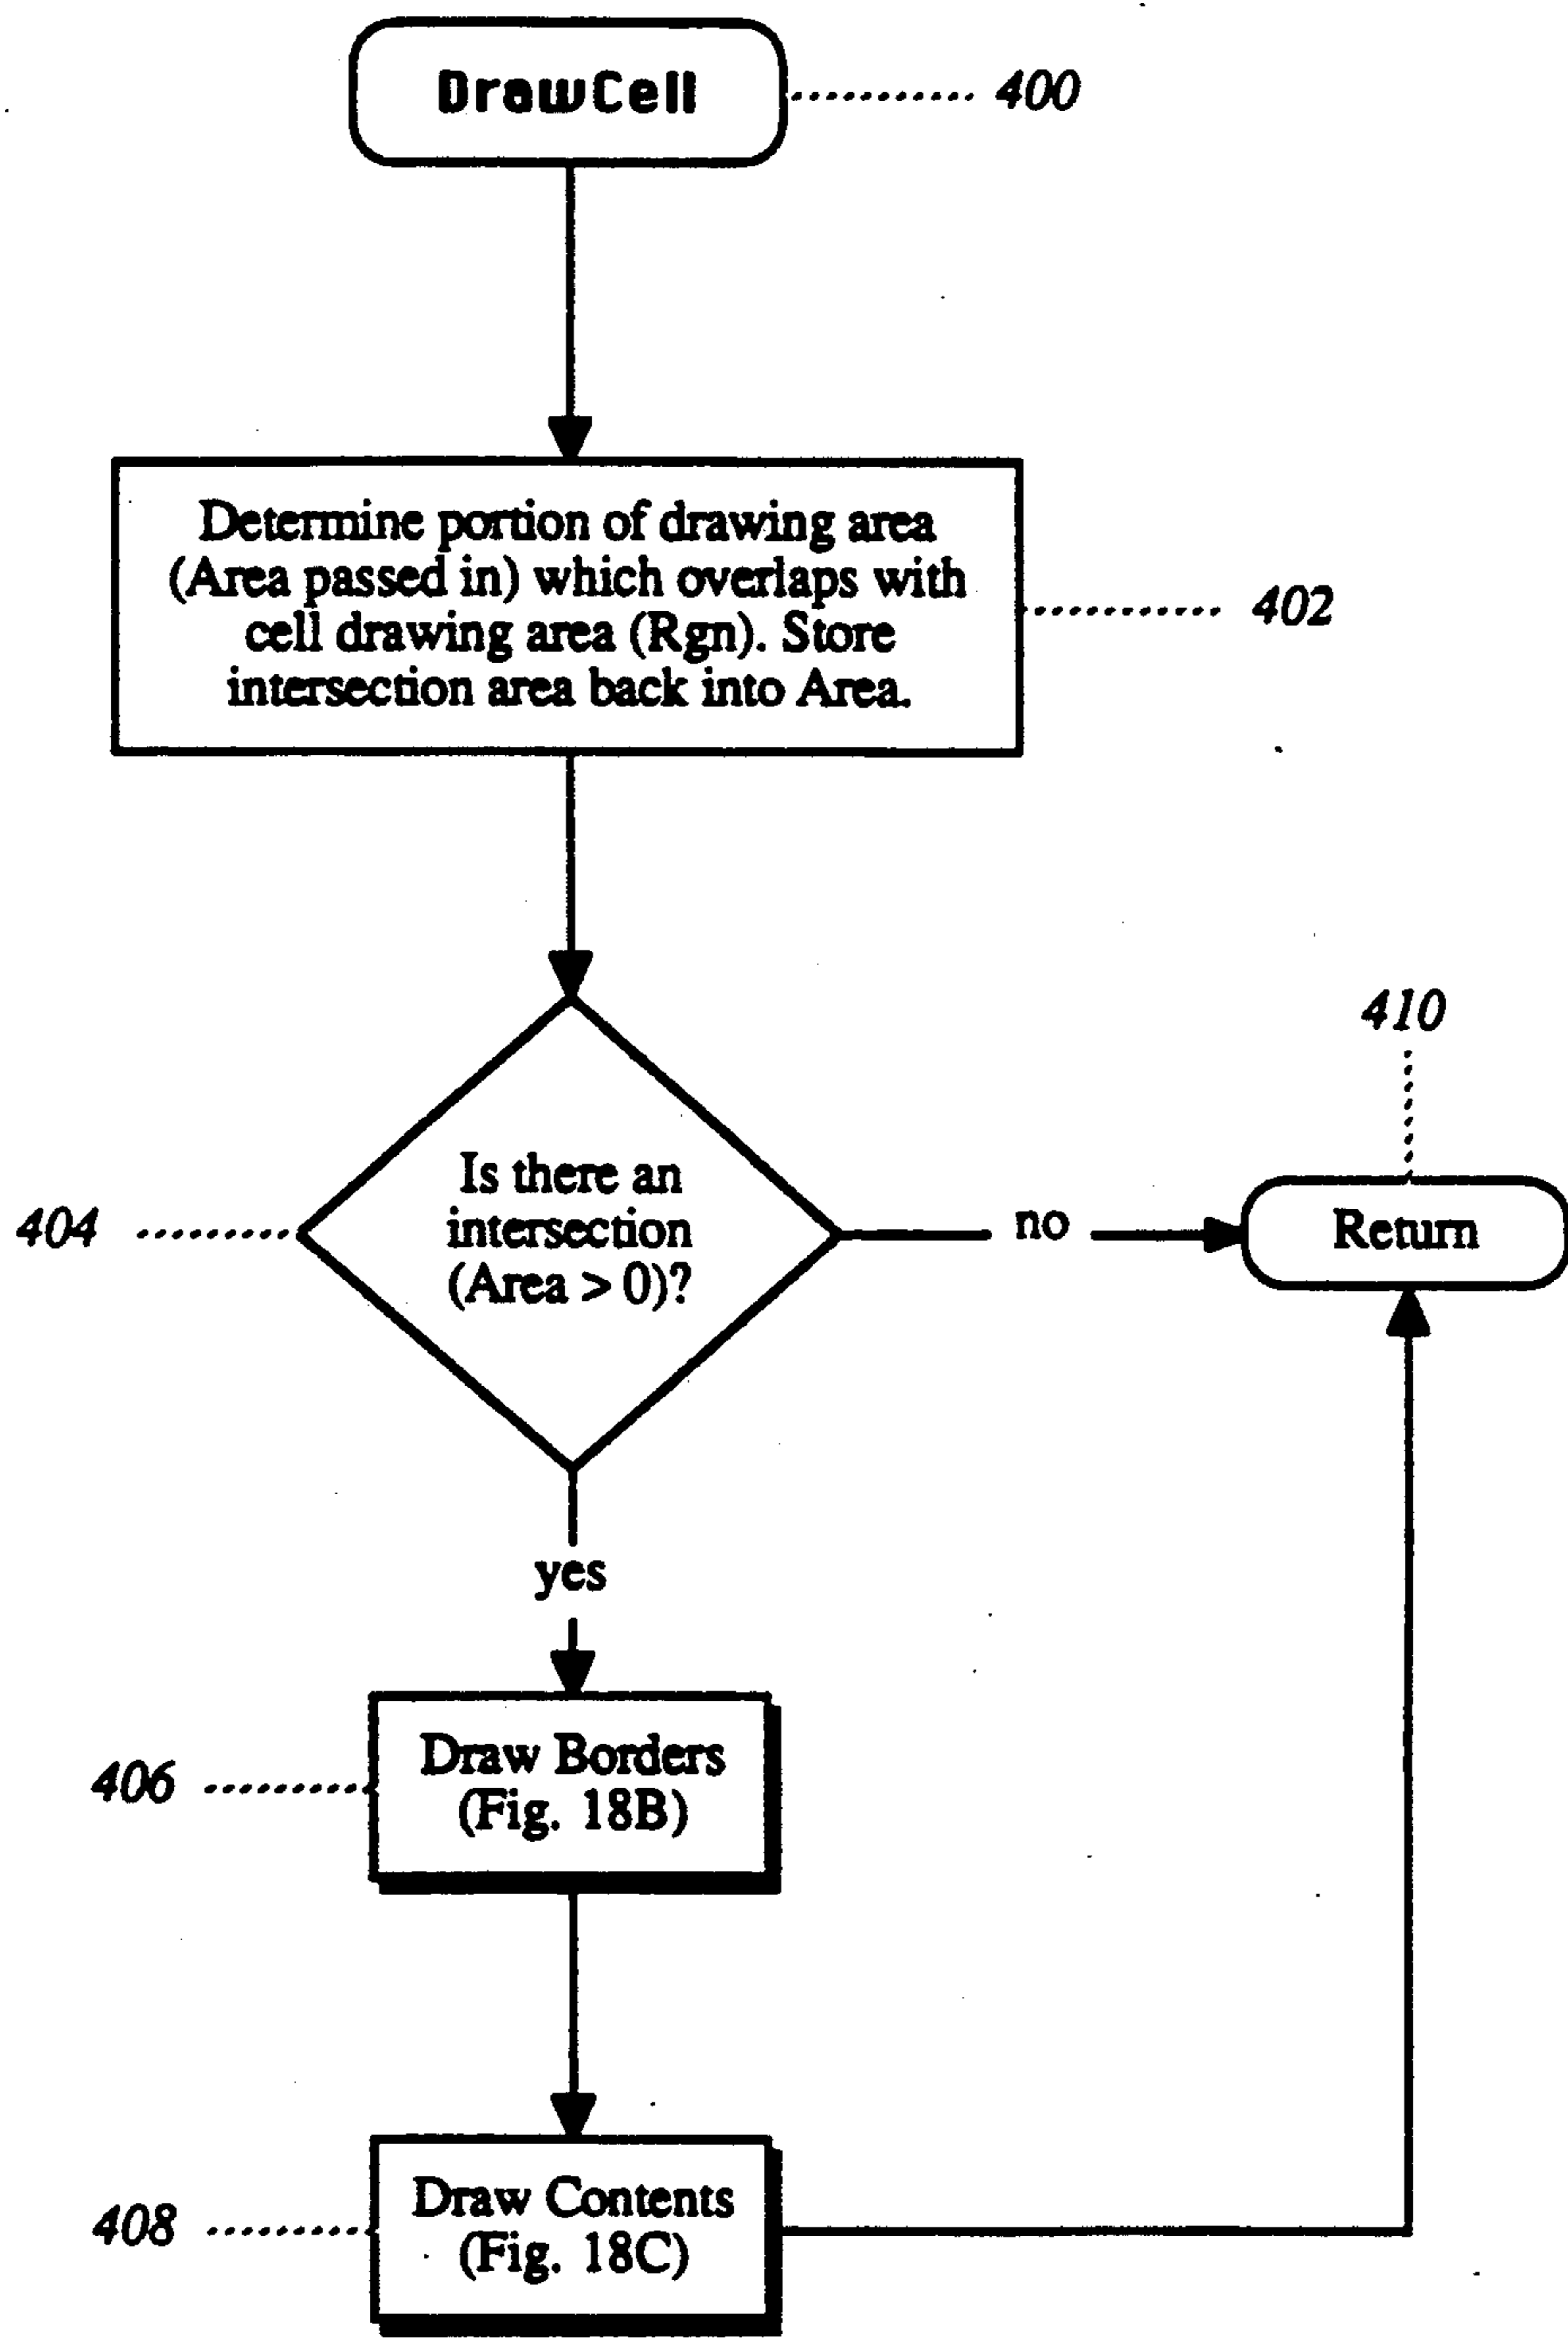 DrawCell
400
Determine portion of drawing area
(Area passed in) which overlaps with
cell drawing area (Rgn). Store
intersection area back into Area.
402
410
Is there an
intersection
(Area > 0)?
404
no
Return
yes
Draw Borders
(Fig. 18B)
406
Draw Contents
(Fig. 18C)
408